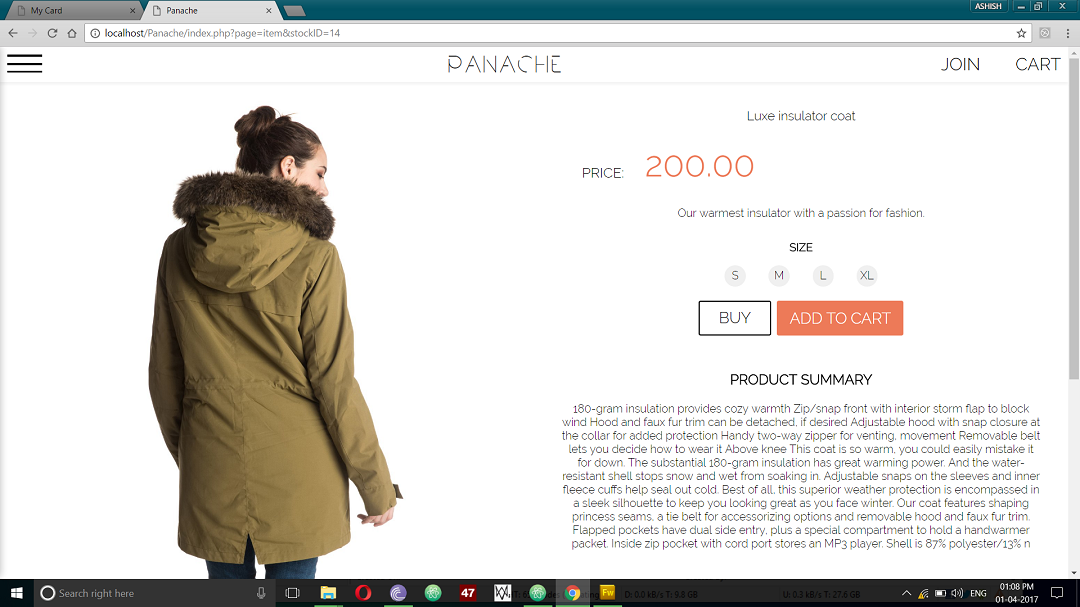 My Card
Panache
ASHISH
localhost/Panache/index.php?page=item&stockID=14
PANACHE
JOIN
CART
Luxe insulator coat
PRICE:
200.00
Our warmest insulator with a passion for fashion.
SIZE
S
M
L
XL
BUY
ADD TO CART
PRODUCT SUMMARY
180-gram insulation provides cozy warmth Zip/snap front with interior storm flap to block
wind Hood and faux fur trim can be detached, if desired Adjustable hood with snap closure at
the collar for added protection Handy two-way zipper for venting, movement Removable belt
lets you decide how to wear it Above knee This coat is so warm, you could easily mistake it
for down. The substantial 180-gram insulation has great warming power. And the water-
resistant shell stops snow and wet from soaking in. Adjustable snaps on the sleeves and inner
fleece cuffs help seal out cold. Best of all, this superior weather protection is encompassed in
a sleek silhouette to keep you looking great as you face winter. Our coat features shaping
princess seams, a tie belt for accessorizing options and removable hood and faux fur trim.
Flapped pockets have dual side entry, plus a special compartment to hold a handwarmer
packet. Inside zip pocket with cord port stores an MP3 player. Shell is 87% polyester/13% n
Search right here
47
Fw
D: 0.0 kB/s T: 9.8 GB
U: 0.3 kB/s T: 27.6 GB
ENG
01:08 PM
01-04-2017